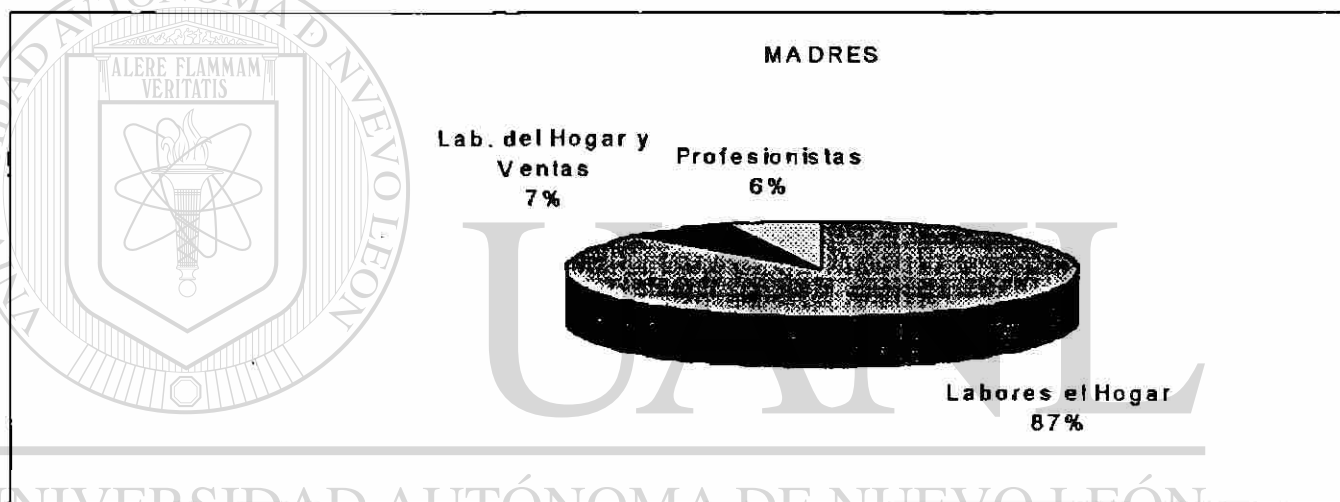 MADRES
Lab. del Hogar y
Ventas
7%
Profesionistas
6%
Labores el Hogar
87%
ALERE FLAMMAM
VERITATIS
UANL
UNIVERSIDAD AUTÓNOMA DE NUEVO LEÓN